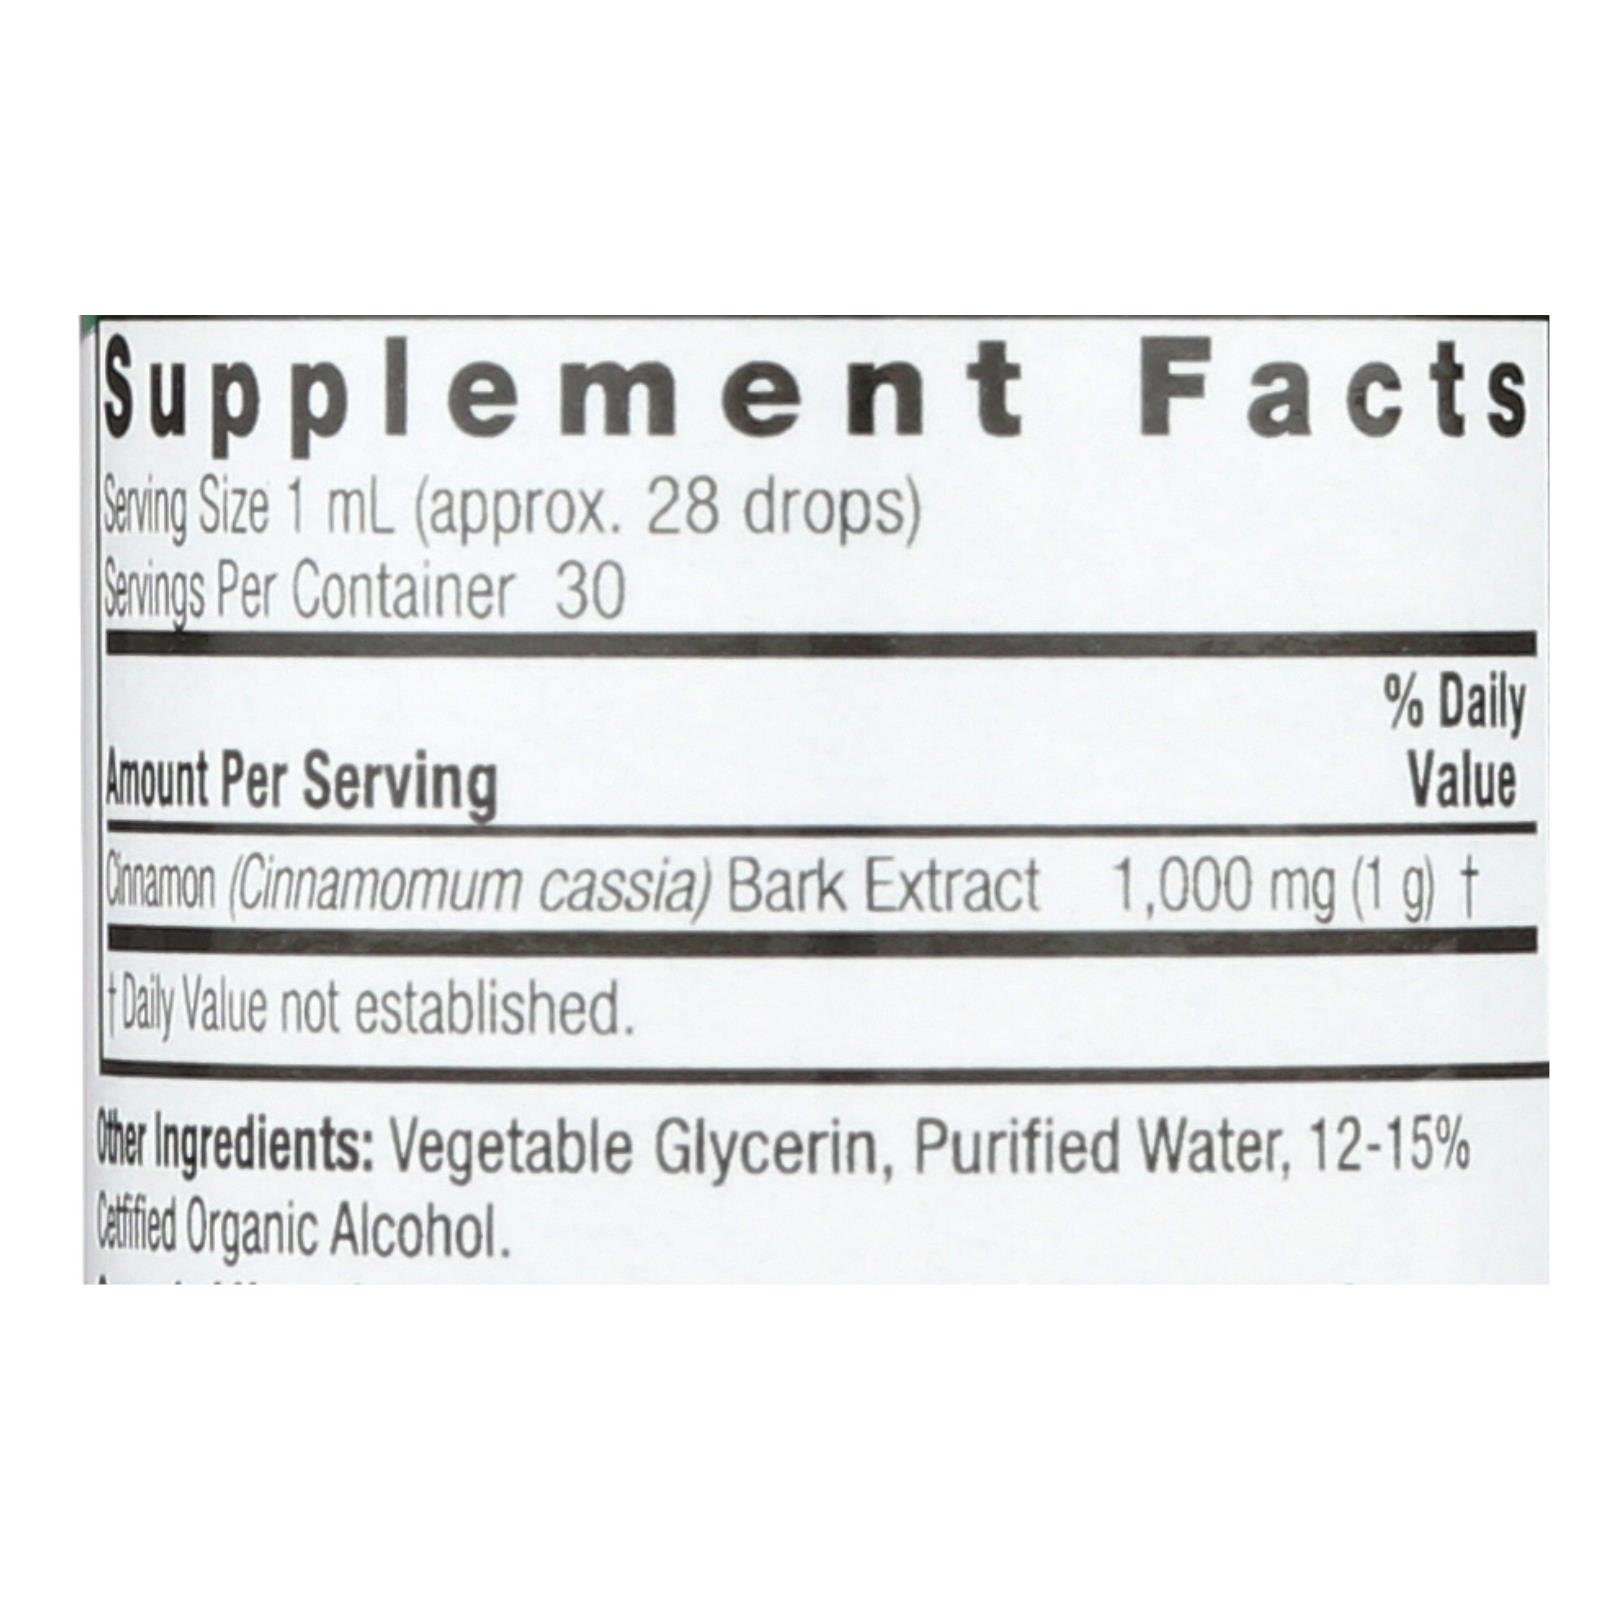 Supplement Facts
Serving Size 1 mL (approx. 28 drops)
Servings Per Container 30
% Daily
Amount Per Serving Value
Cinnamon (Cinnamomum cassia) Bark Extract 1,000 mg (1 g) †
† Daily Value not established.
Other Ingredients: Vegetable Glycerin, Purified Water, 12-15%
Certified Organic Alcohol.